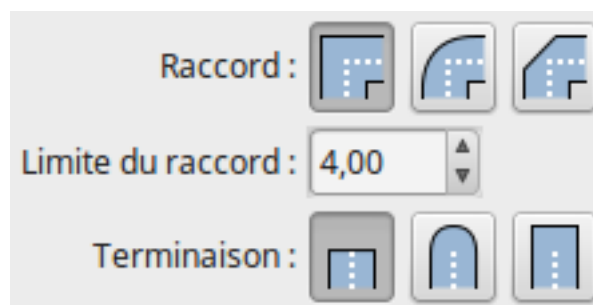 Raccord :
Limite du raccord : 4,00
Terminaison :